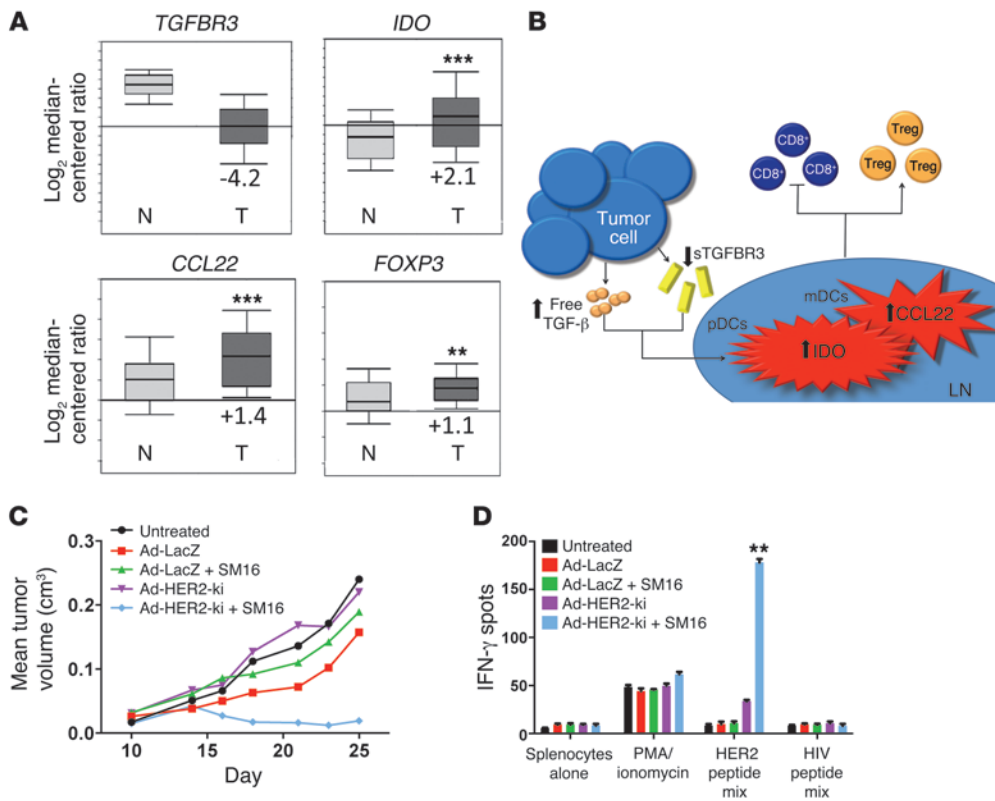 A
TGFBR3
IDO
Log₂ median-
centered ratio
-4.2
N T
***
+2.1
N T
CCL22
FOXP3
Log₂ median-
centered ratio
***
+1.4
N T
**
+1.1
N T
B
CD8⁺
CD8⁺ CD8⁺
Treg
Treg Treg
Tumor
cell
sTGFBR3
Free
TGF-β
mDCs
pDCs
CCL22
IDO
LN
C
Untreated
Ad-LacZ
Ad-LacZ + SM16
Ad-HER2-ki
Ad-HER2-ki + SM16
Mean tumor
volume (cm³)
0.3
0.2
0.1
0.0
10 15 20 25
Day
D
Untreated
Ad-LacZ
Ad-LacZ + SM16
Ad-HER2-ki
Ad-HER2-ki + SM16
**
IFN-γ spots
200
150
100
50
0
Splenocytes
alone
PMA/
ionomycin
HER2
peptide
mix
HIV
peptide
mix